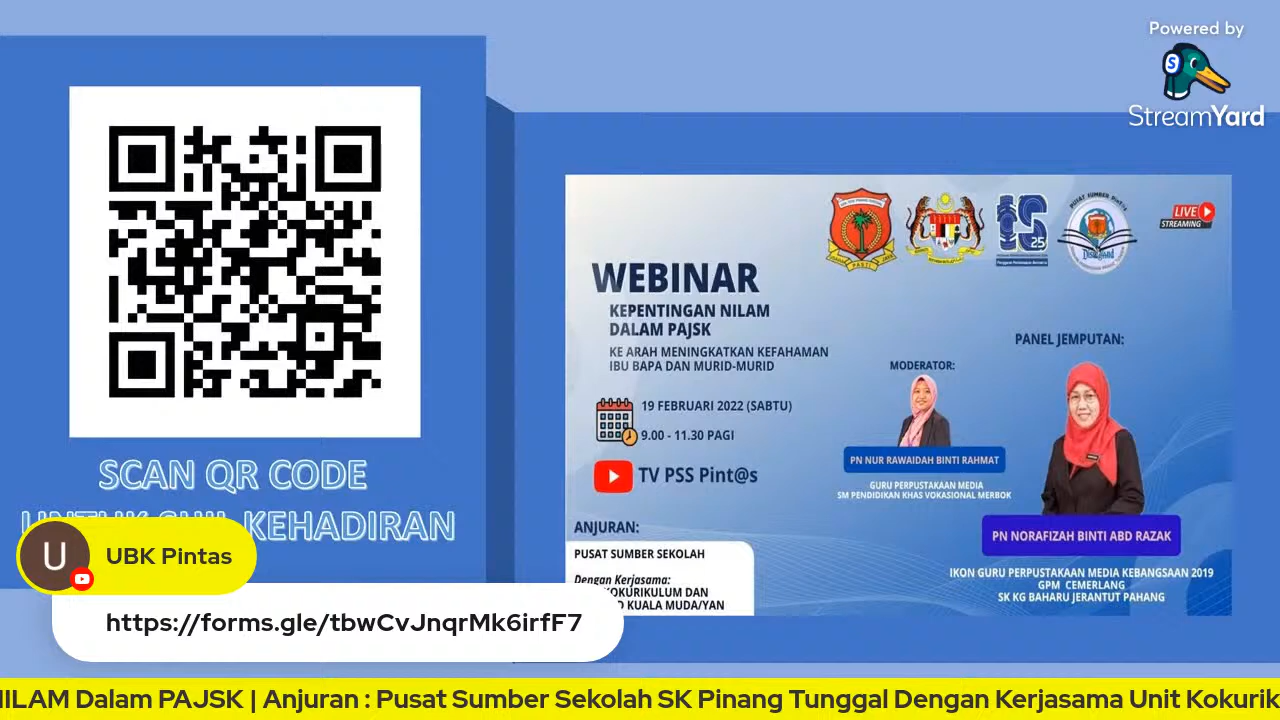 Powered by
StreamYard
SCAN QR CODE
KEHADIRAN
UBK Pintas
https://forms.gle/tbwCvJnqrMk6irfF7
LIVE
STREAMING
WEBINAR
KEPENTINGAN NILAM
DALAM PAJSK
KE ARAH MENINGKATKAN KEFAHAMAN
IBU BAPA DAN MURID-MURID
19 FEBRUARI 2022 (SABTU)
9.00 - 11.30 PAGI
TV PSS Pint@s
ANJURAN:
PUSAT SUMBER SEKOLAH
Dengan Kerjasama:
KOKURIKULUM DAN
KUALA MUDA/YAN
MODERATOR:
PN NUR RAWAIDAH BINTI RAHMAT
GURU PERPUSTAKAAN MEDIA
SM PENDIDIKAN KHAS VOKASIONAL MERBOK
PANEL JEMPUTAN:
PN NORAFIZAH BINTI ABD RAZAK
IKON GURU PERPUSTAKAAN MEDIA KEBANGSAAN 2019
GPM CEMERLANG
SK KG BAHARU JERANTUT PAHANG
NILAM Dalam PAJSK | Anjuran : Pusat Sumber Sekolah SK Pinang Tunggal Dengan Kerjasama Unit Kokurik